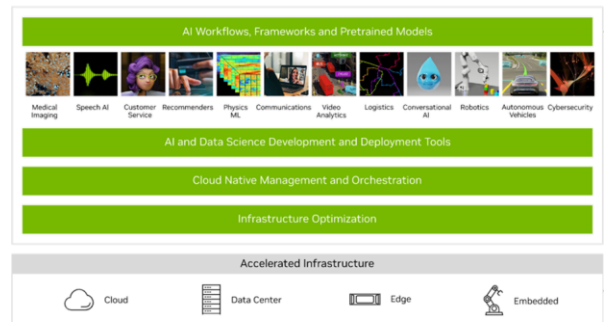 AI Workflows, Frameworks and Pretrained Models
Medical Imaging
Speech AI
Customer Service
Recommenders
Physics ML
Communications
Video Analytics
Logistics
Conversational AI
Robotics
Autonomous Vehicles
Cybersecurity
AI and Data Science Development and Deployment Tools
Cloud Native Management and Orchestration
Infrastructure Optimization
Accelerated Infrastructure
Cloud
Data Center
Edge
Embedded